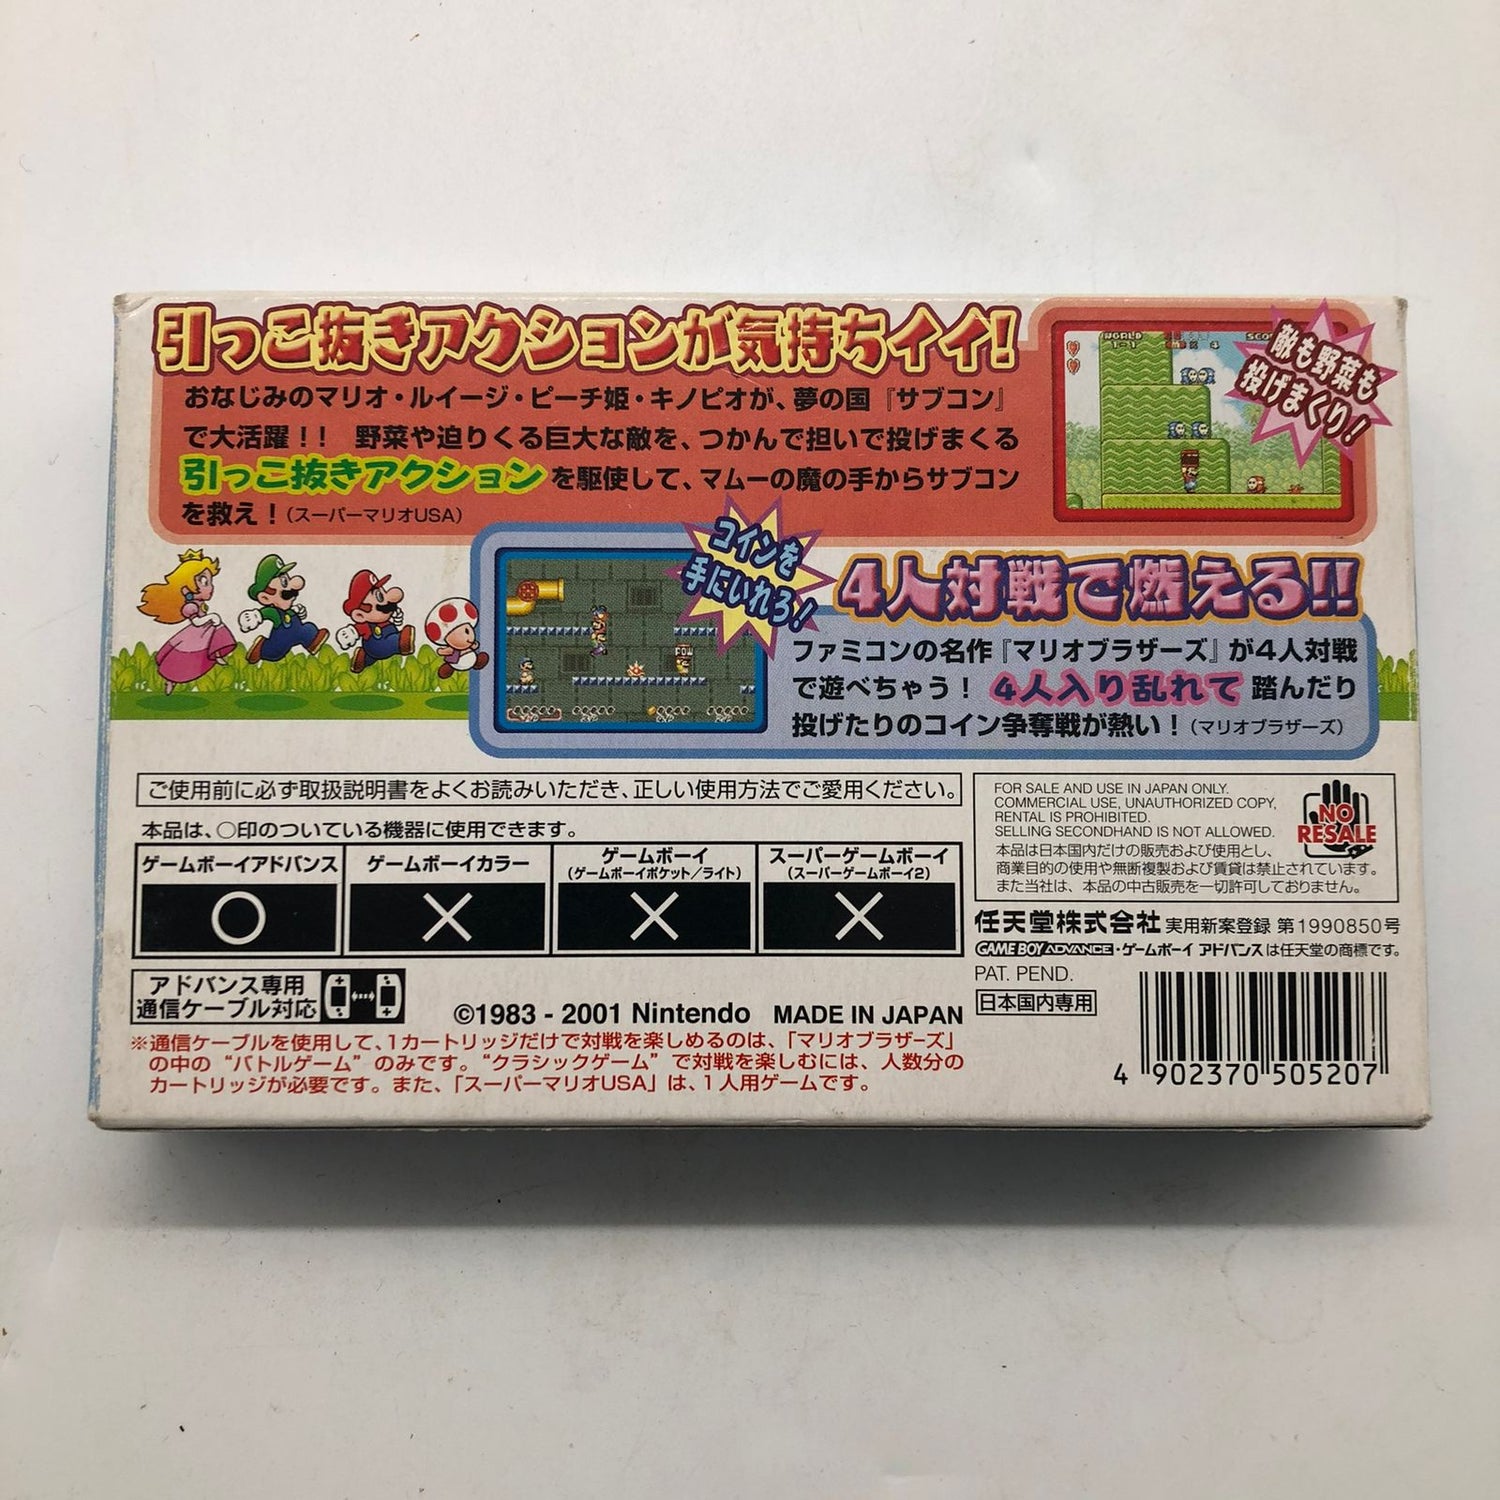 引っこ抜きアクションが気持ちイイ!
おなじみのマリオ・ルイージ・ピーチ姫・キノピオが、夢の国『サブコン』
で大活躍!! 野菜や迫りくる巨大な敵を、つかんで担いで投げまくる
引っこ抜きアクションを駆使して、マムーの魔の手からサブコン
を救え!(スーパーマリオUSA)
WORLD
1-1
4
敵も野菜も
投げまくり!
コインを
手にいれろ!
POW
4人対戦で燃える!!
ファミコンの名作『マリオブラザーズ』が4人対戦
で遊べちゃう! 4人入り乱れて 踏んだり
投げたりのコイン争奪戦が熱い!(マリオブラザーズ)
ご使用前に必ず取扱説明書をよくお読みいただき、正しい使用方法でご愛用ください。
本品は、○印のついている機器に使用できます。
ゲームボーイアドバンス
ゲームボーイカラー
ゲームボーイ
(ゲームボーイポケット/ライト)
スーパーゲームボーイ
(スーパーゲームボーイ2)
○ × × ×
アドバンス専用
通信ケーブル対応
©1983 - 2001 Nintendo MADE IN JAPAN
※通信ケーブルを使用して、1カートリッジだけで対戦を楽しめるのは、「マリオブラザーズ」
の中の“バトルゲーム”のみです。“クラシックゲーム”で対戦を楽しむには、人数分の
カートリッジが必要です。また、「スーパーマリオUSA」は、1人用ゲームです。
FOR SALE AND USE IN JAPAN ONLY.
COMMERCIAL USE, UNAUTHORIZED COPY,
RENTAL IS PROHIBITED.
SELLING SECONDHAND IS NOT ALLOWED.
本品は日本国内だけの販売および使用とし、
商業目的の使用や無断複製および賃貸は禁止されています。
また当社は、本品の中古販売を一切許可しておりません。
NO
RESALE
任天堂株式会社 実用新案登録 第1990850号
GAME BOY ADVANCE・ゲームボーイ アドバンスは任天堂の商標です。
PAT. PEND.
日本国内専用
4 902370 505207